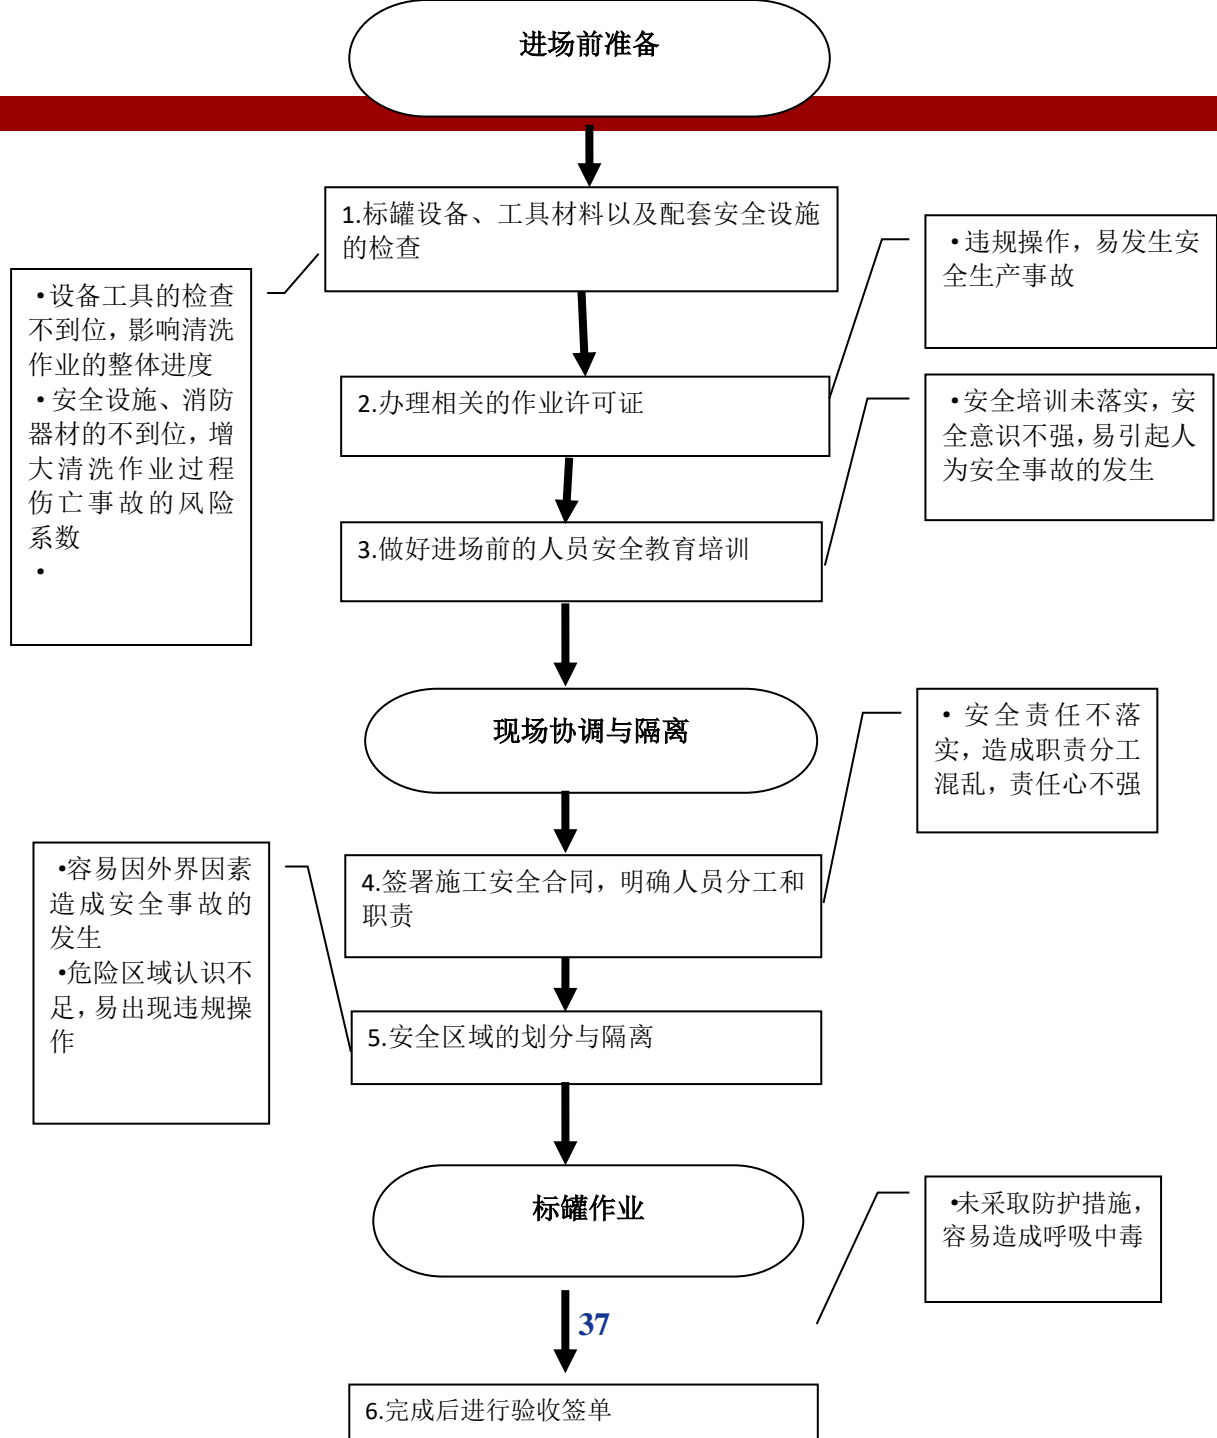 进场前准备
1.标罐设备、工具材料以及配套安全设施
的检查
•违规操作，易发生安
全生产事故
•设备工具的检查
不到位，影响清洗
作业的整体进度
•安全设施、消防
器材的不到位，增
大清洗作业过程
伤亡事故的风险
系数
•
2.办理相关的作业许可证
•安全培训未落实，安
全意识不强，易引起人
为安全事故的发生
3.做好进场前的人员安全教育培训
现场协调与隔离
•安全责任不落
实，造成职责分工
混乱，责任心不强
4.签署施工安全合同，明确人员分工和
职责
•容易因外界因素
造成安全事故的
发生
•危险区域认识不
足，易出现违规操
作
5.安全区域的划分与隔离
标罐作业
•未采取防护措施，
容易造成呼吸中毒
37
6.完成后进行验收签单